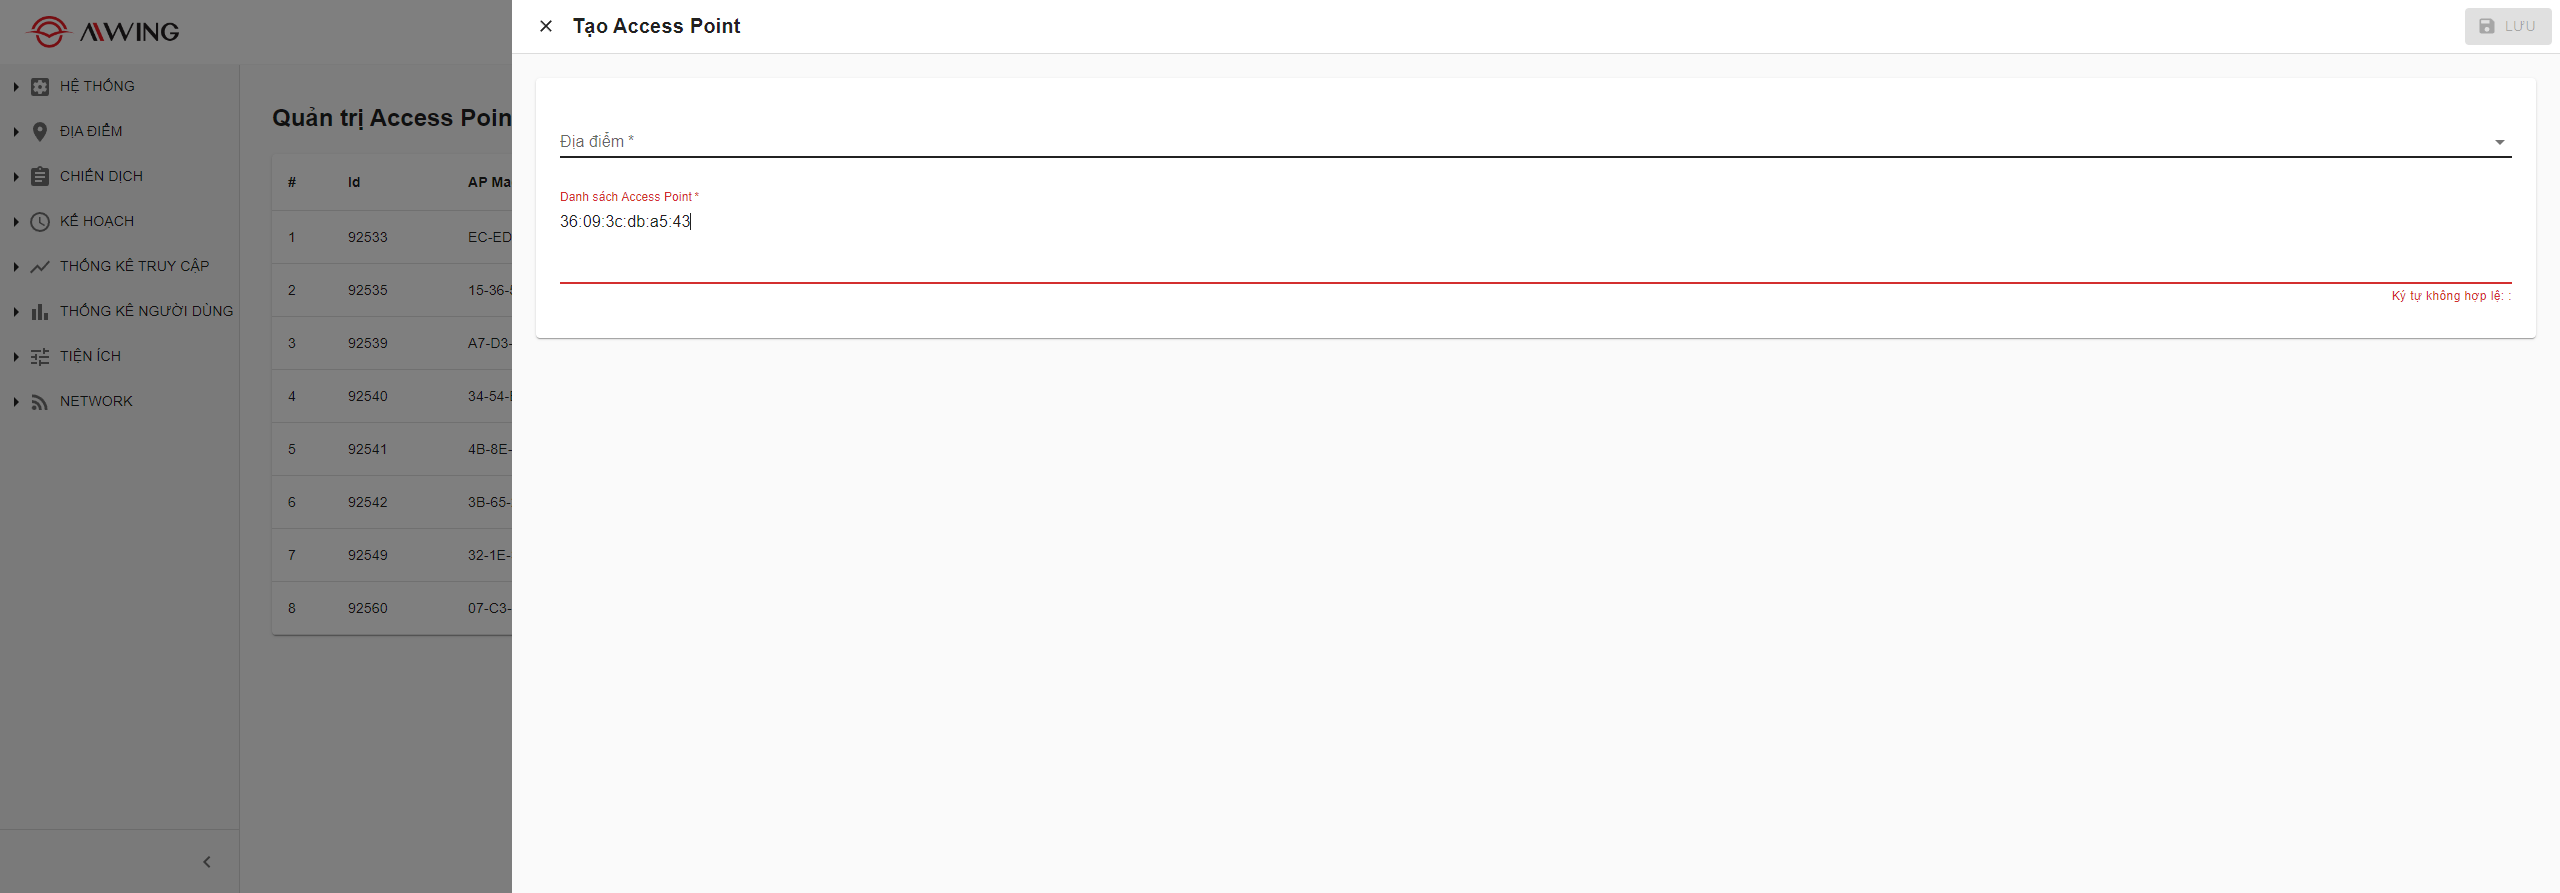 AWING
HỆ THỐNG
ĐỊA ĐIỂM
CHIẾN DỊCH
KẾ HOẠCH
THỐNG KÊ TRUY CẬP
THỐNG KÊ NGƯỜI DÙNG
TIỆN ÍCH
NETWORK
Quản trị Access Poin
# Id AP Ma
1 92533 EC-ED
2 92535 15-36-
3 92539 A7-D3-
4 92540 34-54-
5 92541 4B-8E-
6 92542 3B-65-
7 92549 32-1E-
8 92560 07-C3-
Tạo Access Point
LƯU
Địa điểm *
Danh sách Access Point *
36:09:3c:db:a5:43
Ký tự không hợp lệ: :